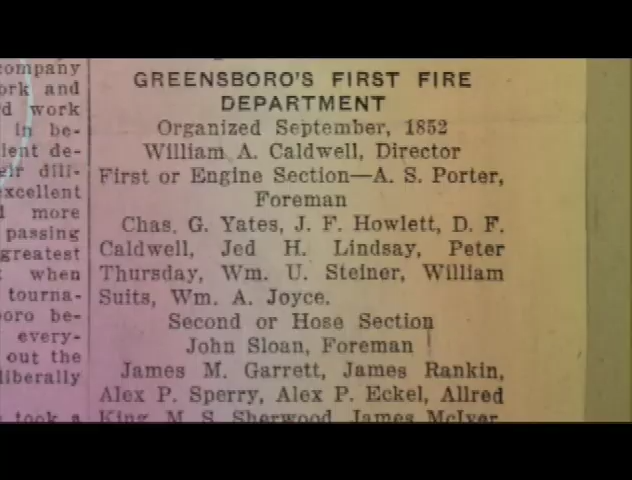 company
ork and
d work
in be-
ient de-
eir dili-
excellent
more
passing
greatest
when
tourna-
oro be-
every-
out the
liberally
took a
GREENSBORO'S FIRST FIRE
DEPARTMENT
Organized September, 1852
William A. Caldwell, Director
First or Engine Section—A. S. Porter,
Foreman
Chas. G. Yates, J. F. Howlett, D. F.
Caldwell, Jed H. Lindsay, Peter
Thursday, Wm. U. Steiner, William
Suits, Wm. A. Joyce.
Second or Hose Section
John Sloan, Foreman
James M. Garrett, James Rankin,
Alex P. Sperry, Alex P. Eckel, Allred
King, M. S. Sherwood, James McIver,